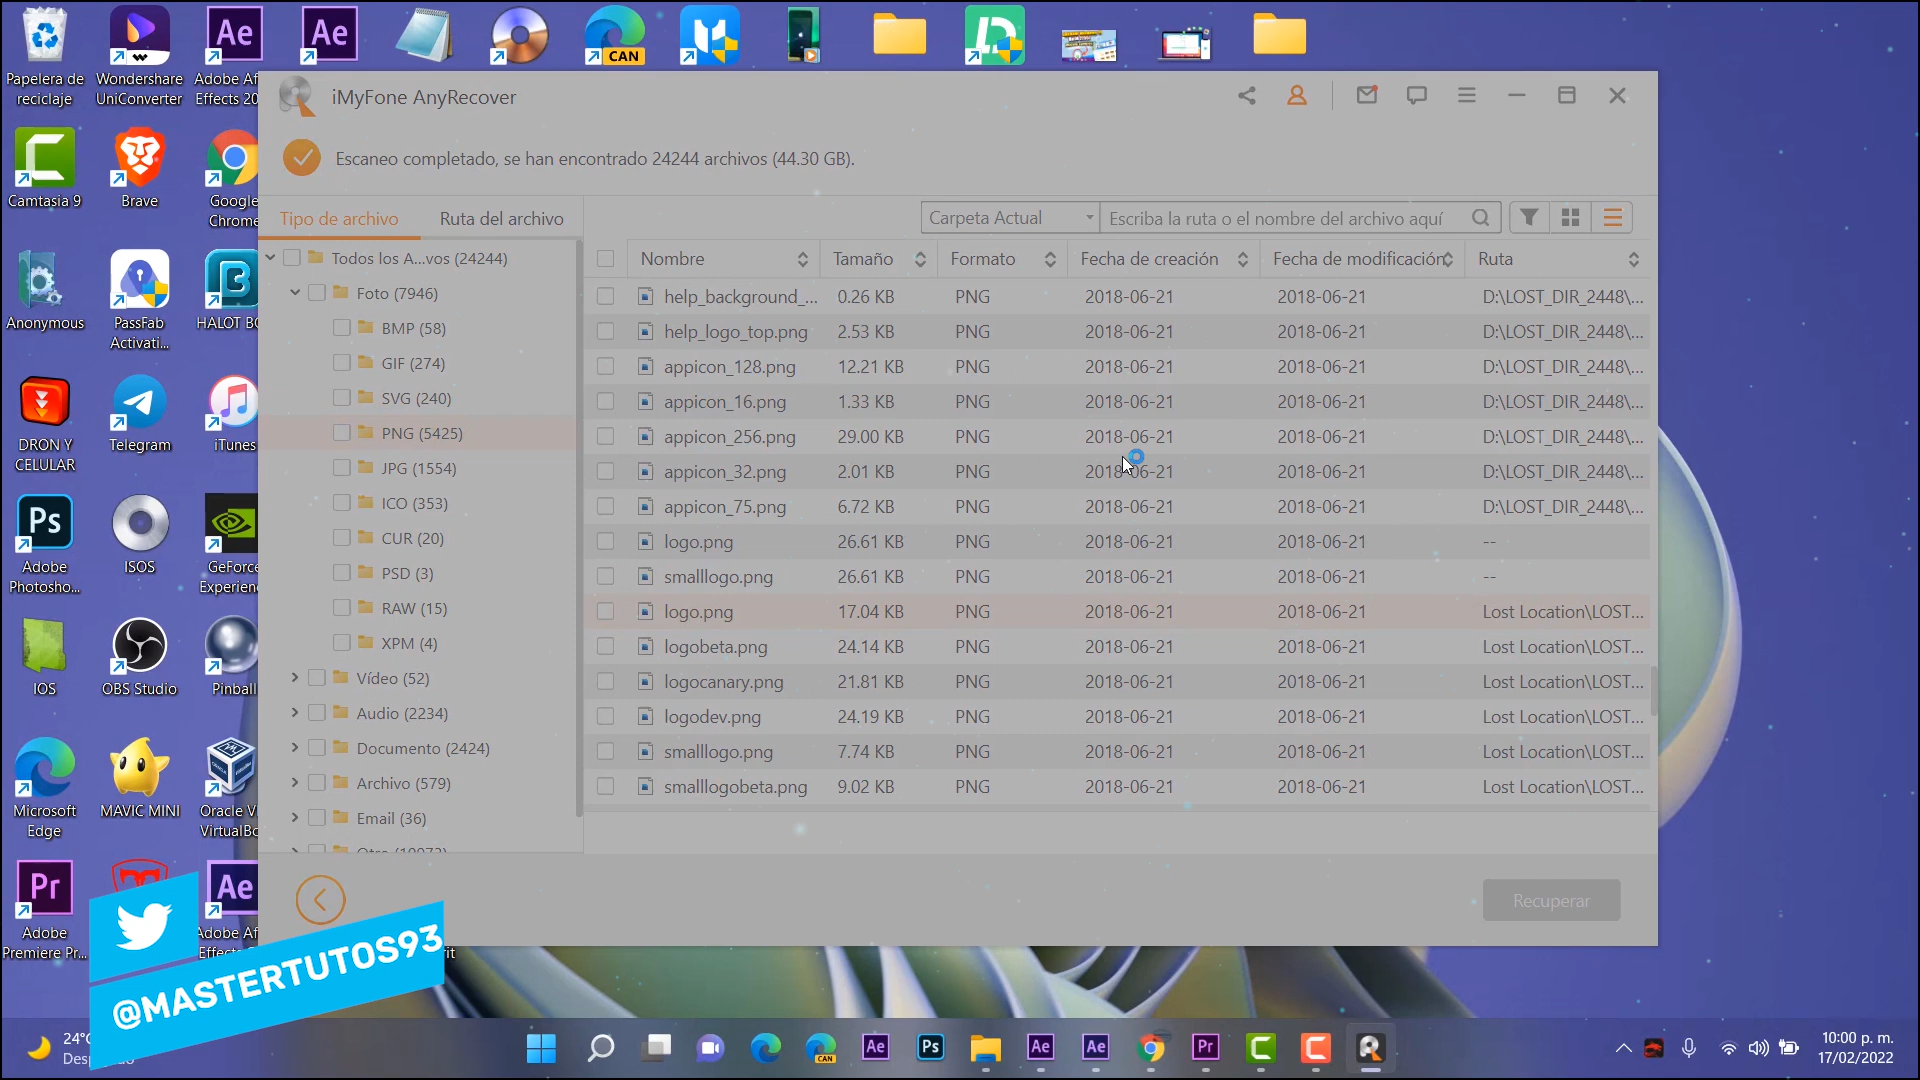 Papelera de
reciclaje
Wondershare
UniConverter
Adobe Af
Effects 20
CAN
iMyFone AnyRecover
Escaneo completado, se han encontrado 24244 archivos (44.30 GB).
Tipo de archivo
Ruta del archivo
Carpeta Actual
Escriba la ruta o el nombre del archivo aquí
Todos los A...vos (24244)
Foto (7946)
BMP (58)
GIF (274)
SVG (240)
PNG (5425)
JPG (1554)
ICO (353)
CUR (20)
PSD (3)
RAW (15)
XPM (4)
Vídeo (52)
Audio (2234)
Documento (2424)
Archivo (579)
Email (36)
Nombre Tamaño Formato Fecha de creación Fecha de modificación Ruta
help_background_... 0.26 KB PNG 2018-06-21 2018-06-21 D:\LOST_DIR_2448\...
help_logo_top.png 2.53 KB PNG 2018-06-21 2018-06-21 D:\LOST_DIR_2448\...
appicon_128.png 12.21 KB PNG 2018-06-21 2018-06-21 D:\LOST_DIR_2448\...
appicon_16.png 1.33 KB PNG 2018-06-21 2018-06-21 D:\LOST_DIR_2448\...
appicon_256.png 29.00 KB PNG 2018-06-21 2018-06-21 D:\LOST_DIR_2448\...
appicon_32.png 2.01 KB PNG 2018-06-21 2018-06-21 D:\LOST_DIR_2448\...
appicon_75.png 6.72 KB PNG 2018-06-21 2018-06-21 D:\LOST_DIR_2448\...
logo.png 26.61 KB PNG 2018-06-21 2018-06-21 --
smalllogo.png 26.61 KB PNG 2018-06-21 2018-06-21 --
logo.png 17.04 KB PNG 2018-06-21 2018-06-21 Lost Location\LOST...
logobeta.png 24.14 KB PNG 2018-06-21 2018-06-21 Lost Location\LOST...
logocanary.png 21.81 KB PNG 2018-06-21 2018-06-21 Lost Location\LOST...
logodev.png 24.19 KB PNG 2018-06-21 2018-06-21 Lost Location\LOST...
smalllogo.png 7.74 KB PNG 2018-06-21 2018-06-21 Lost Location\LOST...
smalllogobeta.png 9.02 KB PNG 2018-06-21 2018-06-21 Lost Location\LOST...
Recuperar
Camtasia 9
Brave
Google
Chrome
Anonymous
PassFab
Activati...
HALOT BO
DRON Y
CELULAR
Telegram
iTunes
Adobe
Photosho...
ISOS
GeForce
Experien
IOS
OBS Studio
Pinball
Microsoft
Edge
MAVIC MINI
Oracle V
VirtualBo
Adobe
Premiere Pr...
Adobe Af
@MASTERTUTOS93
24°C
10:00 p. m.
17/02/2022